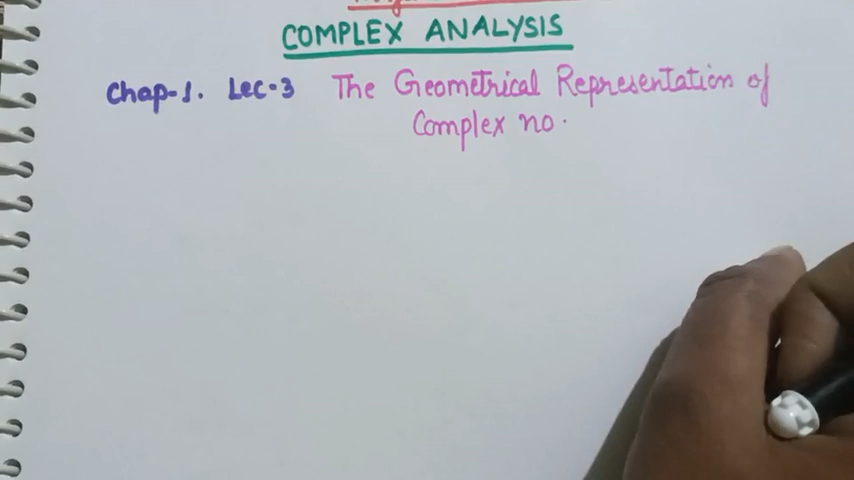 COMPLEX ANALYSIS
Chap-1. Lec-3 The Geometrical Representation of
Complex no.